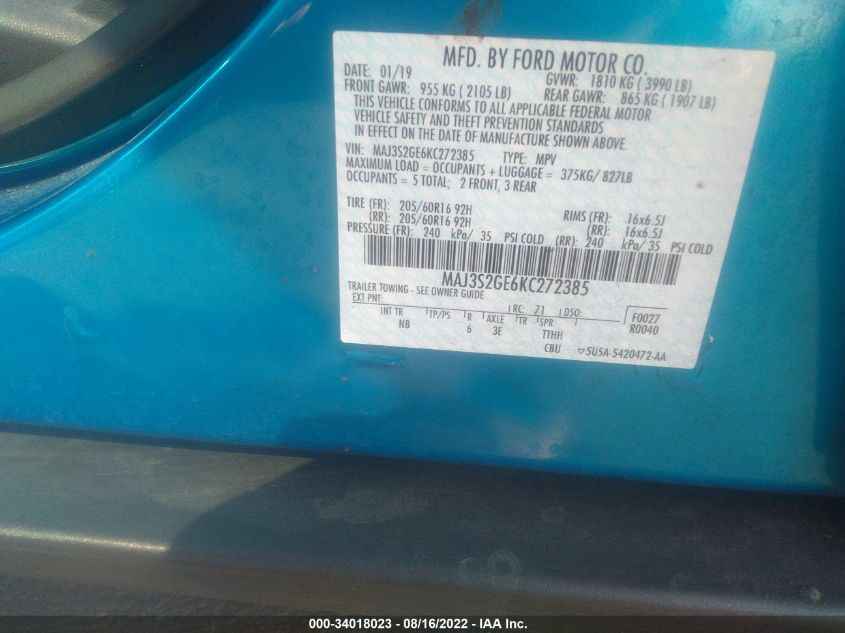 MFD. BY FORD MOTOR CO.
DATE: 01/19 GVWR: 1810 KG ( 3990 LB)
FRONT GAWR: 955 KG ( 2105 LB) REAR GAWR: 865 KG ( 1907 LB)
THIS VEHICLE CONFORMS TO ALL APPLICABLE FEDERAL MOTOR
VEHICLE SAFETY AND THEFT PREVENTION STANDARDS
IN EFFECT ON THE DATE OF MANUFACTURE SHOWN ABOVE.
VIN: MAJ3S2GE6KC272385 TYPE: MPV
MAXIMUM LOAD = OCCUPANTS + LUGGAGE = 375KG/ 827LB
OCCUPANTS = 5 TOTAL; 2 FRONT, 3 REAR
TIRE (FR): 205/60R16 92H RIMS (FR): 16x6.5J
(RR): 205/60R16 92H (RR): 16x6.5J
PRESSURE (FR): 240 kPa/ 35 PSI COLD (RR): 240 kPa/ 35 PSI COLD
MAJ3S2GE6KC272385
TRAILER TOWING - SEE OWNER GUIDE
EXT PNT: RC: 71 DSO: F0027
INT TR TP/PS R AXLE TR SPR R0040
NB 6 3E TTHH
CBU ▽5U5A-5420472-AA
000-34018023 - 08/16/2022 - IAA Inc.